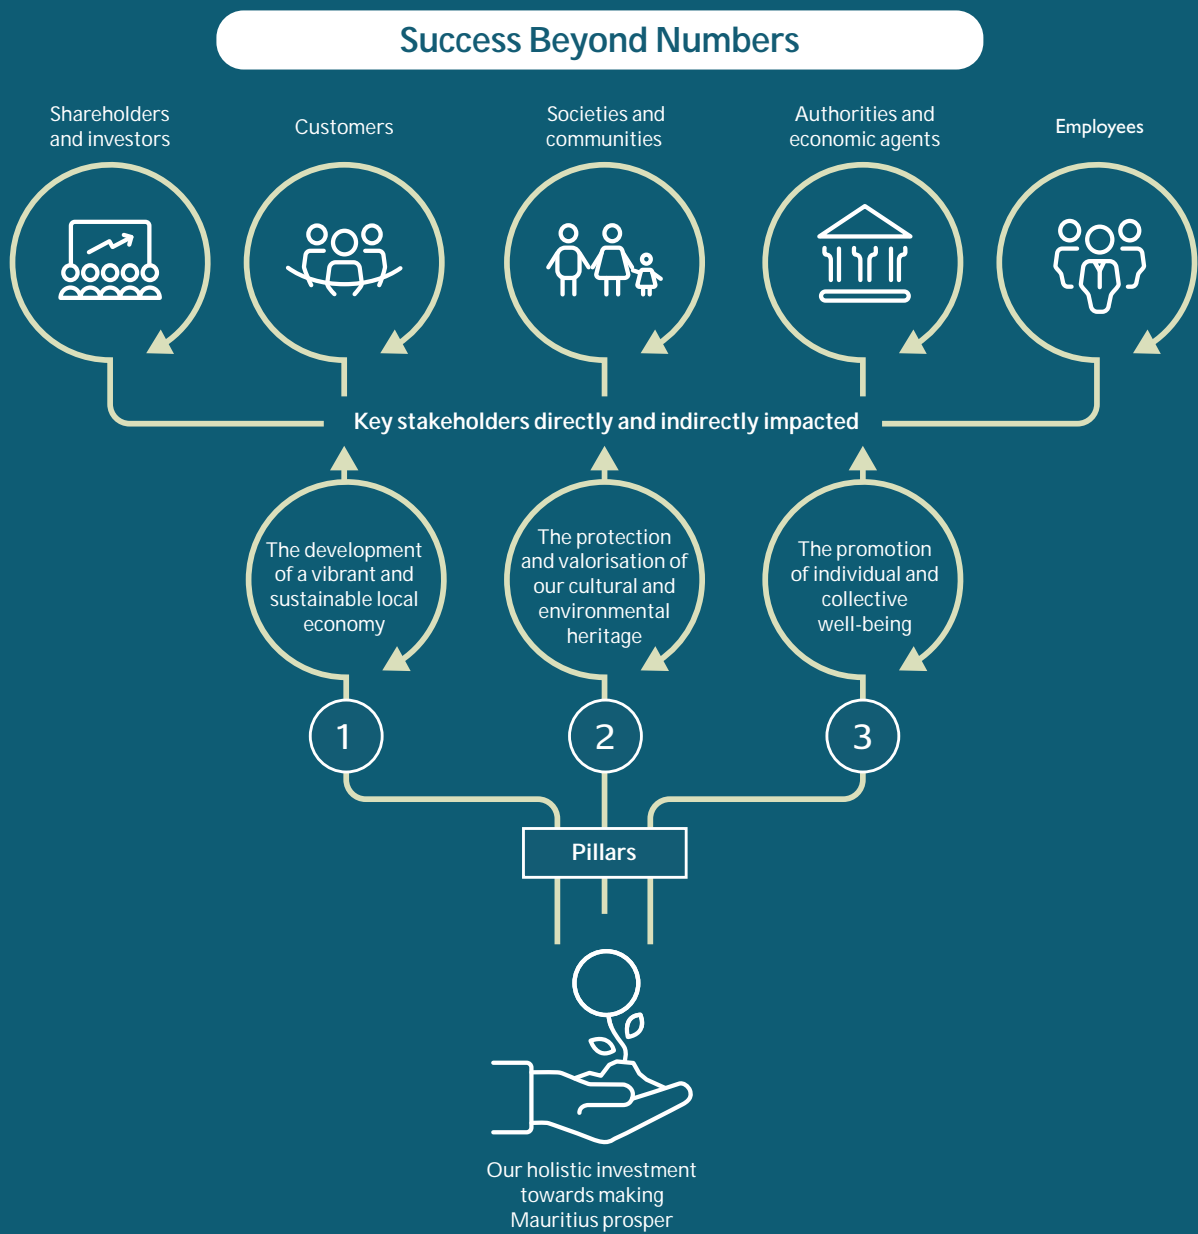 Success Beyond Numbers
Shareholders
and investors
Customers
Societies and
communities
Authorities and
economic agents
Employees
Key stakeholders directly and indirectly impacted
The development
of a vibrant and
sustainable local
economy
The protection
and valorisation of
our cultural and
environmental
heritage
The promotion
of individual and
collective
well-being
1
2
3
Pillars
Our holistic investment
towards making
Mauritius prosper